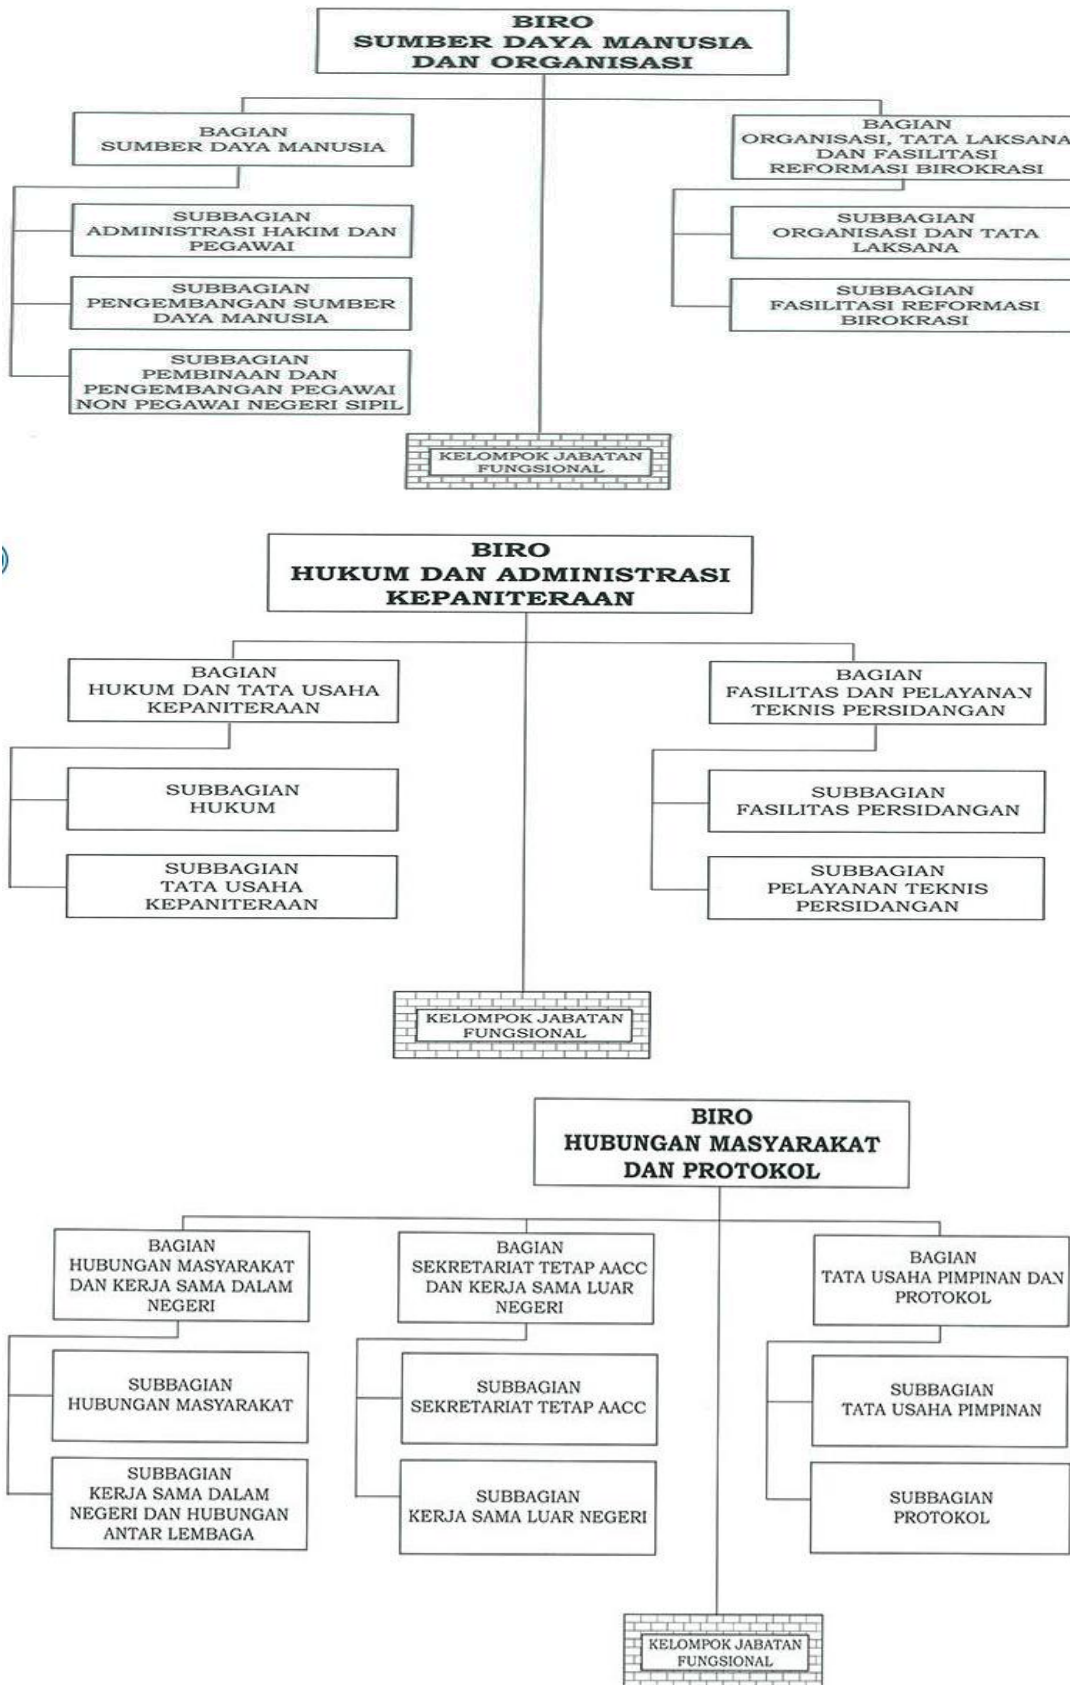 BIRO
SUMBER DAYA MANUSIA
DAN ORGANISASI
BAGIAN
SUMBER DAYA MANUSIA
SUBBAGIAN
ADMINISTRASI HAKIM DAN
PEGAWAI
SUBBAGIAN
PENGEMBANGAN SUMBER
DAYA MANUSIA
SUBBAGIAN
PEMBINAAN DAN
PENGEMBANGAN PEGAWAI
NON PEGAWAI NEGERI SIPIL
BAGIAN
ORGANISASI, TATA LAKSANA
DAN FASILITASI
REFORMASI BIROKRASI
SUBBAGIAN
ORGANISASI DAN TATA
LAKSANA
SUBBAGIAN
FASILITASI REFORMASI
BIROKRASI
KELOMPOK JABATAN
FUNGSIONAL
BIRO
HUKUM DAN ADMINISTRASI
KEPANITERAAN
BAGIAN
HUKUM DAN TATA USAHA
KEPANITERAAN
SUBBAGIAN
HUKUM
SUBBAGIAN
TATA USAHA
KEPANITERAAN
BAGIAN
FASILITAS DAN PELAYANAN
TEKNIS PERSIDANGAN
SUBBAGIAN
FASILITAS PERSIDANGAN
SUBBAGIAN
PELAYANAN TEKNIS
PERSIDANGAN
KELOMPOK JABATAN
FUNGSIONAL
BIRO
HUBUNGAN MASYARAKAT
DAN PROTOKOL
BAGIAN
HUBUNGAN MASYARAKAT
DAN KERJA SAMA DALAM
NEGERI
SUBBAGIAN
HUBUNGAN MASYARAKAT
SUBBAGIAN
KERJA SAMA DALAM
NEGERI DAN HUBUNGAN
ANTAR LEMBAGA
BAGIAN
SEKRETARIAT TETAP AACC
DAN KERJA SAMA LUAR
NEGERI
SUBBAGIAN
SEKRETARIAT TETAP AACC
SUBBAGIAN
KERJA SAMA LUAR NEGERI
BAGIAN
TATA USAHA PIMPINAN DAN
PROTOKOL
SUBBAGIAN
TATA USAHA PIMPINAN
SUBBAGIAN
PROTOKOL
KELOMPOK JABATAN
FUNGSIONAL